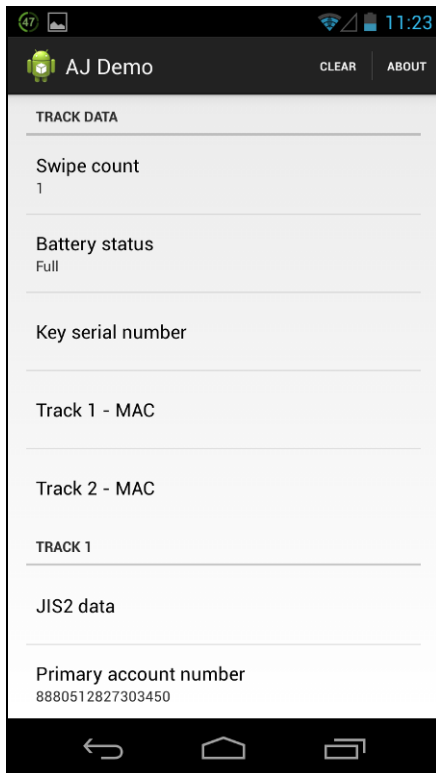 47 11:23
AJ Demo CLEAR ABOUT
TRACK DATA
Swipe count
1
Battery status
Full
Key serial number
Track 1 - MAC
Track 2 - MAC
TRACK 1
JIS2 data
Primary account number
8880512827303450